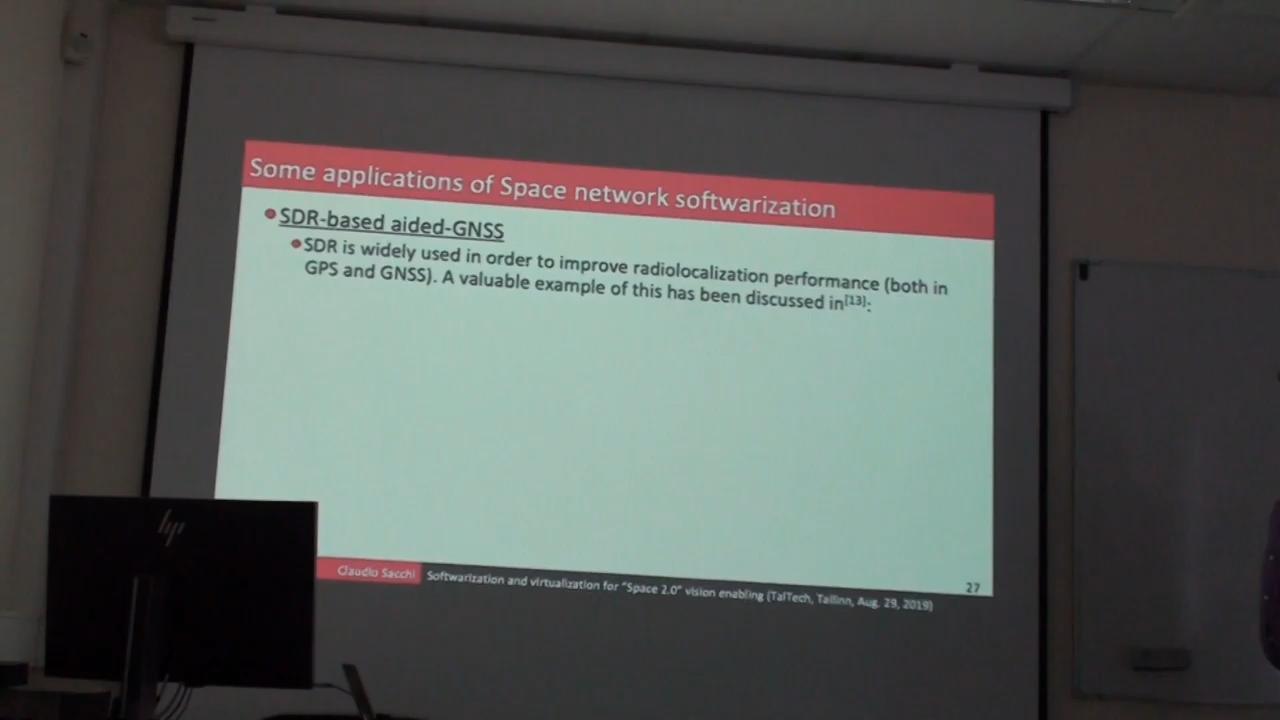 Some applications of Space network softwarization
SDR-based aided-GNSS
SDR is widely used in order to improve radiolocalization performance (both in
GPS and GNSS). A valuable example of this has been discussed in[13]:
Claudio Sacchi
Softwarization and virtualization for "Space 2.0" vision enabling (TalTech, Tallinn, Aug. 29, 2019)
27
hp